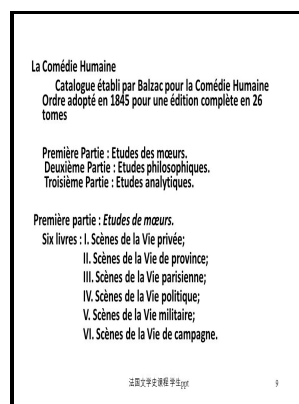 La Comédie Humaine
Catalogue établi par Balzac pour la Comédie Humaine
Ordre adopté en 1845 pour une édition complète en 26
tomes
Première Partie : Etudes des mœurs.
Deuxième Partie : Etudes philosophiques.
Troisième Partie : Etudes analytiques.
Première partie : Etudes de mœurs.
Six livres : I. Scènes de la Vie privée;
II. Scènes de la Vie de province;
III. Scènes de la Vie parisienne;
IV. Scènes de la Vie politique;
V. Scènes de la Vie militaire;
VI. Scènes de la Vie de campagne.
法国文学史课程 学生ppt
9